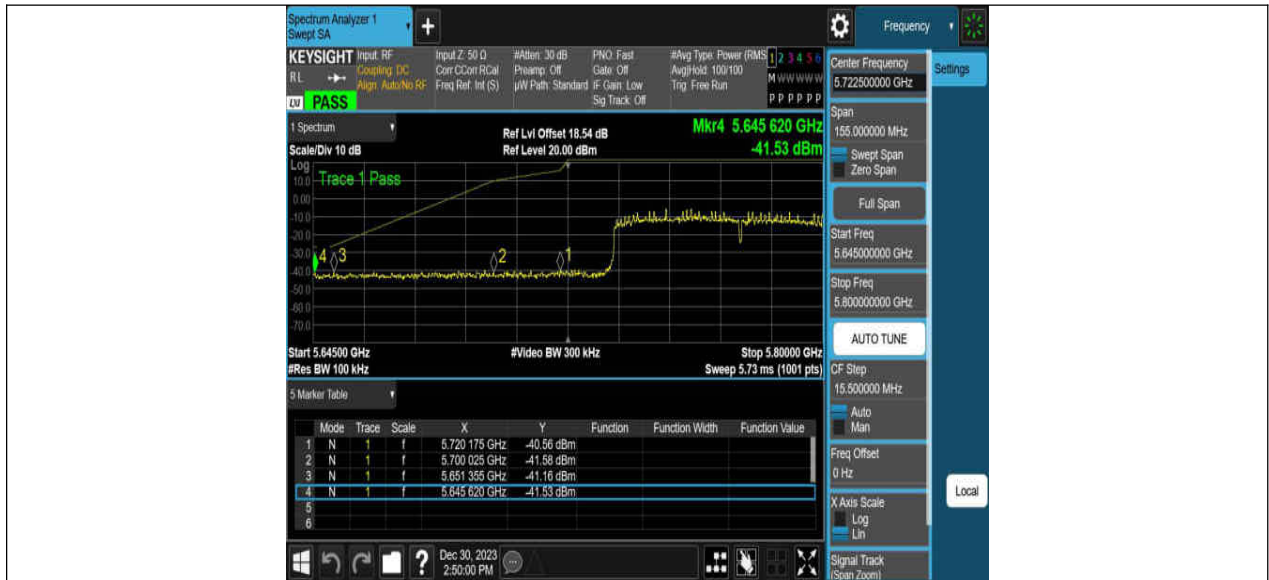 Spectrum Analyzer 1
Swept SA
+
Frequency
KEYSIGHT
RL
LXI PASS
Input: RF
Coupling: DC
Align: Auto/No RF
Input Z: 50 Ω
Corr CCorr RCal
Freq Ref: Int (S)
#Atten: 30 dB
Preamp: Off
µW Path: Standard
PNO: Fast
Gate: Off
IF Gain: Low
Sig Track: Off
#Avg Type: Power (RMS
Avg|Hold: 100/100
Trig: Free Run
1 2 3 4 5 6
M W W W W W
P P P P P P
1 Spectrum
Scale/Div 10 dB
Ref Lvl Offset 18.54 dB
Ref Level 20.00 dBm
Mkr4 5.645 620 GHz
-41.53 dBm
Log
Trace 1 Pass
10.0
0.00
-10.0
-20.0
-30.0
-40.0
-50.0
-60.0
-70.0
4 3 2 1
Start 5.64500 GHz
#Video BW 300 kHz
Stop 5.80000 GHz
#Res BW 100 kHz
Sweep 5.73 ms (1001 pts)
5 Marker Table
Mode Trace Scale X Y Function Function Width Function Value
1 N 1 f 5.720 175 GHz -40.56 dBm
2 N 1 f 5.700 025 GHz -41.58 dBm
3 N 1 f 5.651 355 GHz -41.16 dBm
4 N 1 f 5.645 620 GHz -41.53 dBm
5
6
?
Dec 30, 2023
2:50:00 PM
Center Frequency
5.722500000 GHz
Settings
Span
155.000000 MHz
Swept Span
Zero Span
Full Span
Start Freq
5.645000000 GHz
Stop Freq
5.800000000 GHz
AUTO TUNE
CF Step
15.500000 MHz
Auto
Man
Freq Offset
0 Hz
X Axis Scale
Log
Lin
Local
Signal Track
(Span Zoom)